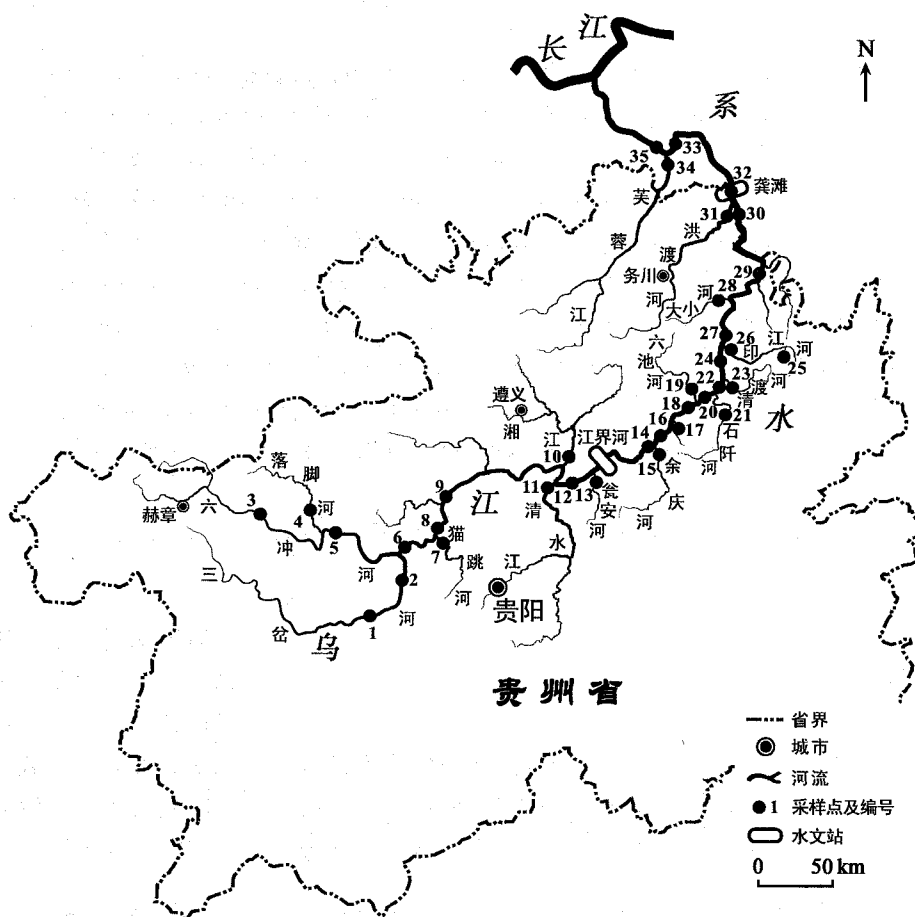 长江
N
系
35
33
34
32
龚滩
31
30
芙蓉江
洪渡河
务川
29
28
大小河
27
六池河
26
印江河
25
24
23
清渡河
22
19
18
20
21
石阡河
水
遵义
湘江
江界河
16
17
14
15
余庆河
10
落脚河
9
江
11
12
13
瓮安河
赫章
六冲河
3
4
5
8
猫跳河
7
6
清水江
三岔河
2
1
贵阳
乌
贵州省
省界
城市
河流
1 采样点及编号
水文站
0 50 km